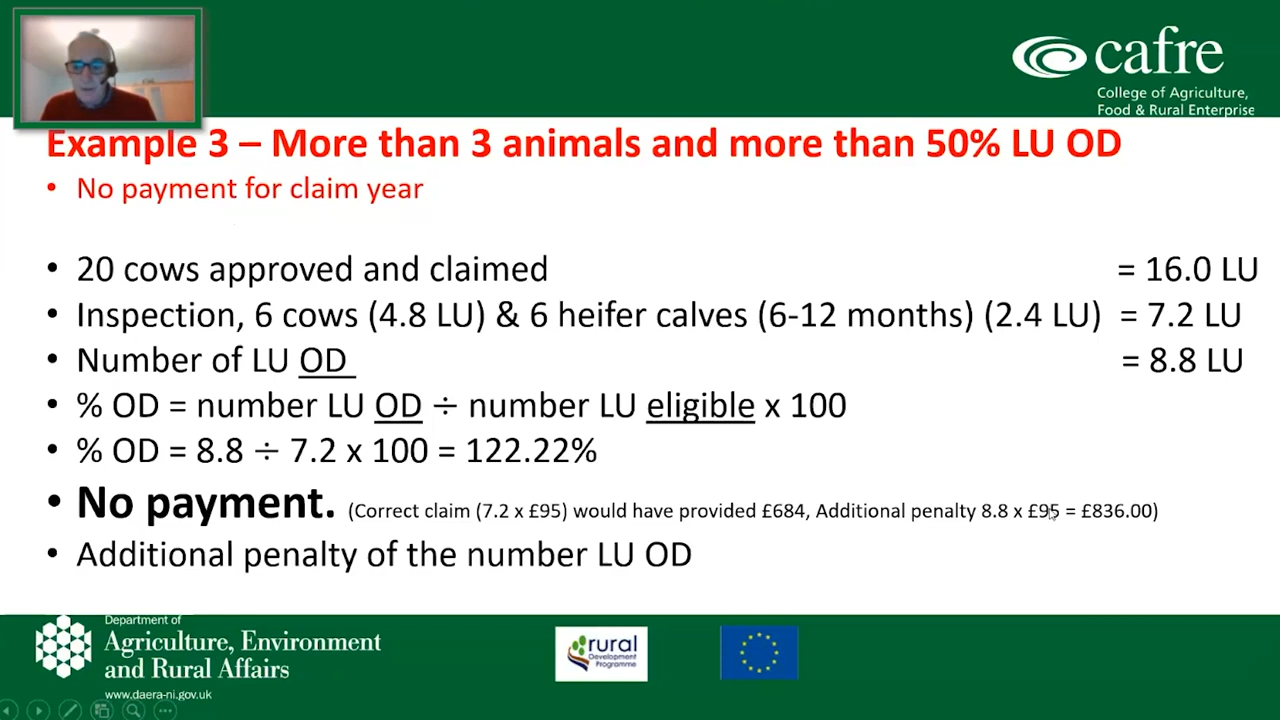 cafre
College of Agriculture,
Food & Rural Enterprise
Example 3 – More than 3 animals and more than 50% LU OD
• No payment for claim year
• 20 cows approved and claimed = 16.0 LU
• Inspection, 6 cows (4.8 LU) & 6 heifer calves (6-12 months) (2.4 LU) = 7.2 LU
• Number of LU OD = 8.8 LU
• % OD = number LU OD ÷ number LU eligible x 100
• % OD = 8.8 ÷ 7.2 x 100 = 122.22%
• No payment. (Correct claim (7.2 x £95) would have provided £684, Additional penalty 8.8 x £95 = £836.00)
• Additional penalty of the number LU OD
Department of
Agriculture, Environment
and Rural Affairs
www.daera-ni.gov.uk
rural
Development
Programme